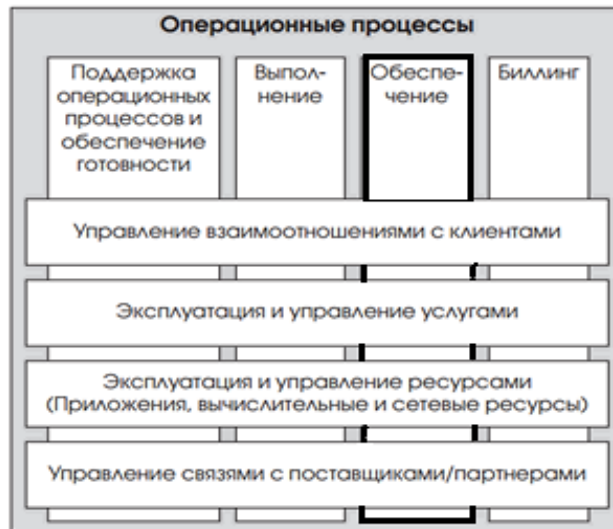 Операционные процессы
Поддержка
операционных
процессов и
обеспечение
готовности
Выпол-
нение
Обеспе-
чение
Биллинг
Управление взаимоотношениями с клиентами
Эксплуатация и управление услугами
Эксплуатация и управление ресурсами
(Приложения, вычислительные и сетевые ресурсы)
Управление связями с поставщиками/партнерами